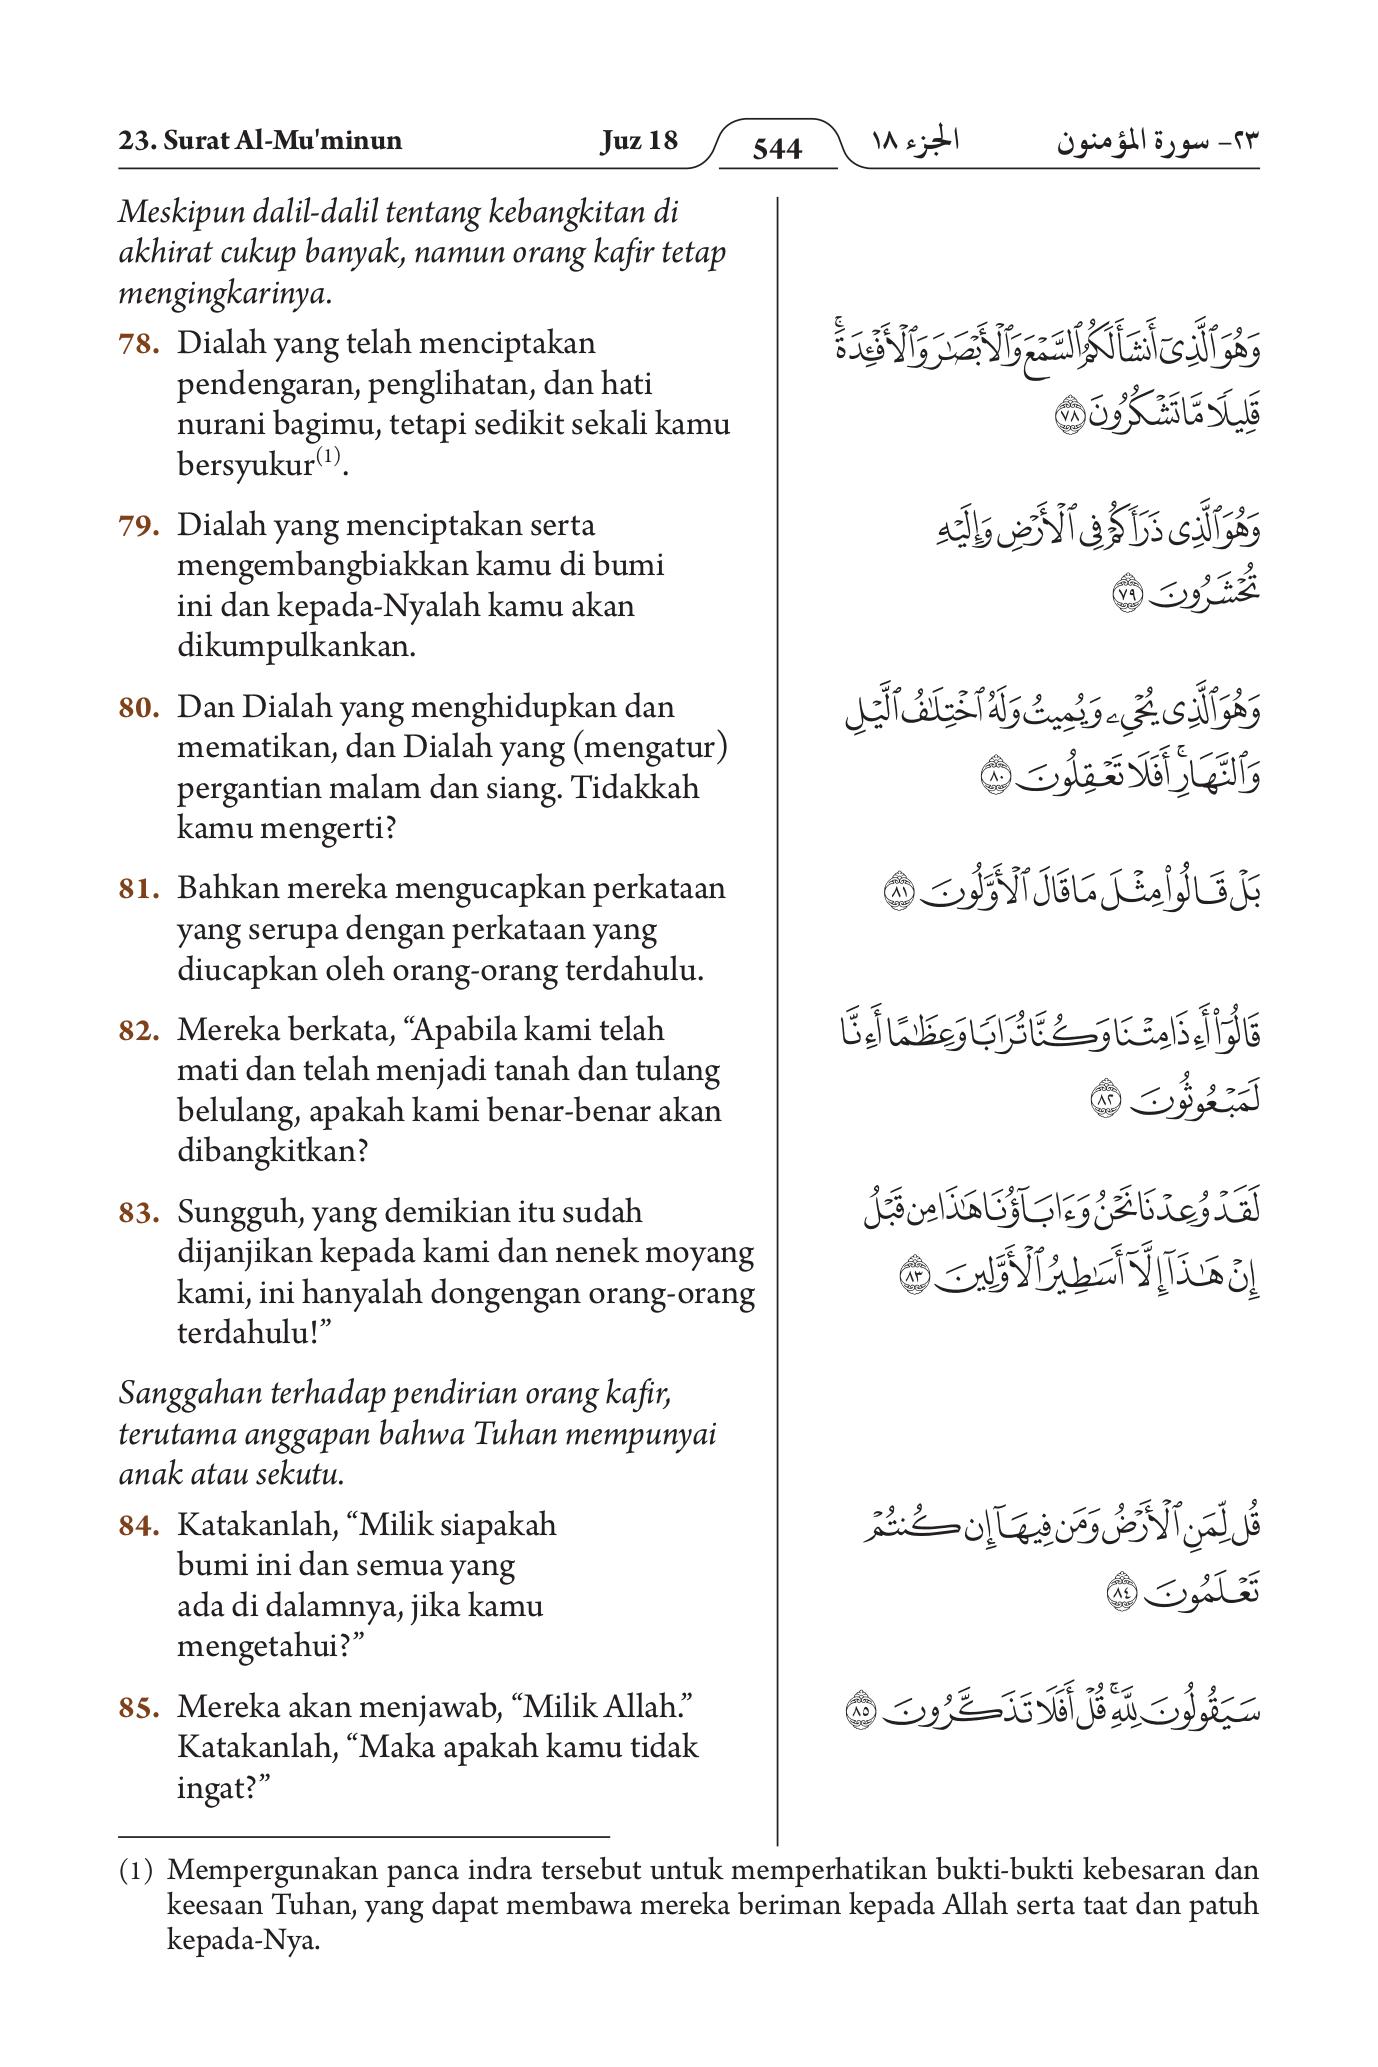 23. Surat Al-Mu'minun Juz 18 544 الجزء ١٨ ٢٣- سورة المؤمنون
Meskipun dalil-dalil tentang kebangkitan di
akhirat cukup banyak, namun orang kafir tetap
mengingkarinya.
78. Dialah yang telah menciptakan
pendengaran, penglihatan, dan hati
nurani bagimu, tetapi sedikit sekali kamu
bersyukur(1).
79. Dialah yang menciptakan serta
mengembangbiakkan kamu di bumi
ini dan kepada-Nyalah kamu akan
dikumpulkankan.
80. Dan Dialah yang menghidupkan dan
mematikan, dan Dialah yang (mengatur)
pergantian malam dan siang. Tidakkah
kamu mengerti?
81. Bahkan mereka mengucapkan perkataan
yang serupa dengan perkataan yang
diucapkan oleh orang-orang terdahulu.
82. Mereka berkata, “Apabila kami telah
mati dan telah menjadi tanah dan tulang
belulang, apakah kami benar-benar akan
dibangkitkan?
83. Sungguh, yang demikian itu sudah
dijanjikan kepada kami dan nenek moyang
kami, ini hanyalah dongengan orang-orang
terdahulu!”
Sanggahan terhadap pendirian orang kafir,
terutama anggapan bahwa Tuhan mempunyai
anak atau sekutu.
84. Katakanlah, “Milik siapakah
bumi ini dan semua yang
ada di dalamnya, jika kamu
mengetahui?”
85. Mereka akan menjawab, “Milik Allah.”
Katakanlah, “Maka apakah kamu tidak
ingat?”
وَهُوَ ٱلَّذِىٓ أَنشَأَ لَكُمُ ٱلسَّمْعَ وَٱلْأَبْصَٰرَ وَٱلْأَفْـِٔدَةَ ۚ
قَلِيلًا مَّا تَشْكُرُونَ ٧٨
وَهُوَ ٱلَّذِى ذَرَأَكُمْ فِى ٱلْأَرْضِ وَإِلَيْهِ
تُحْشَرُونَ ٧٩
وَهُوَ ٱلَّذِى يُحْىِۦ وَيُمِيتُ وَلَهُ ٱخْتِلَٰفُ ٱلَّيْلِ
وَٱلنَّهَارِ ۚ أَفَلَا تَعْقِلُونَ ٨٠
بَلْ قَالُوا۟ مِثْلَ مَا قَالَ ٱلْأَوَّلُونَ ٨١
قَالُوٓا۟ أَءِذَا مِتْنَا وَكُنَّا تُرَابًا وَعِظَٰمًا أَءِنَّا
لَمَبْعُوثُونَ ٨٢
لَقَدْ وُعِدْنَا نَحْنُ وَءَابَآؤُنَا هَٰذَا مِن قَبْلُ
إِنْ هَٰذَآ إِلَّآ أَسَٰطِيرُ ٱلْأَوَّلِينَ ٨٣
قُل لِّمَنِ ٱلْأَرْضُ وَمَن فِيهَآ إِن كُنتُمْ
تَعْلَمُونَ ٨٤
سَيَقُولُونَ لِلَّهِ ۚ قُلْ أَفَلَا تَذَكَّرُونَ ٨٥
(1) Mempergunakan panca indra tersebut untuk memperhatikan bukti-bukti kebesaran dan
keesaan Tuhan, yang dapat membawa mereka beriman kepada Allah serta taat dan patuh
kepada-Nya.